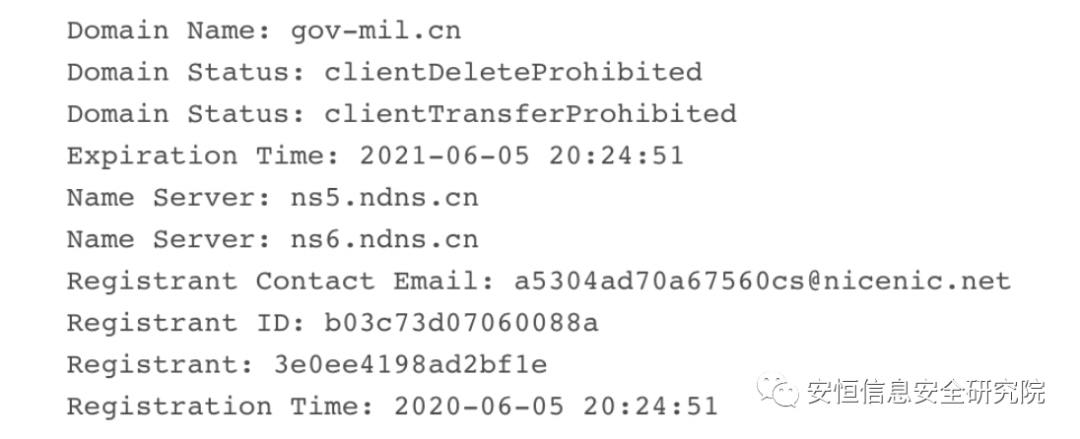 Domain Name: gov-mil.cn
Domain Status: clientDeleteProhibited
Domain Status: clientTransferProhibited
Expiration Time: 2021-06-05 20:24:51
Name Server: ns5.ndns.cn
Name Server: ns6.ndns.cn
Registrant Contact Email: a5304ad70a67560cs@nicenic.net
Registrant ID: b03c73d07060088a
Registrant: 3e0ee4198ad2bf1e
Registration Time: 2020-06-05 20:24:51
安恒信息安全研究院